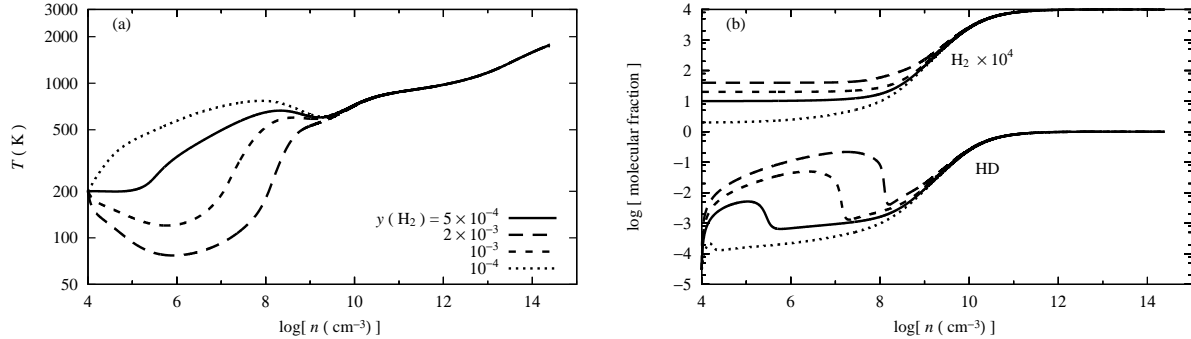 (a)
3000
2000
1000
500
200
100
50
T ( K )
4 6 8 10 12 14
log[ n ( cm⁻³ ) ]
y ( H₂ ) = 5 × 10⁻⁴
2 × 10⁻³
10⁻³
10⁻⁴
(b)
4
3
2
1
0
−1
−2
−3
−4
−5
log[ molecular fraction ]
H₂ × 10⁴
HD
4 6 8 10 12 14
log[ n ( cm⁻³ ) ]